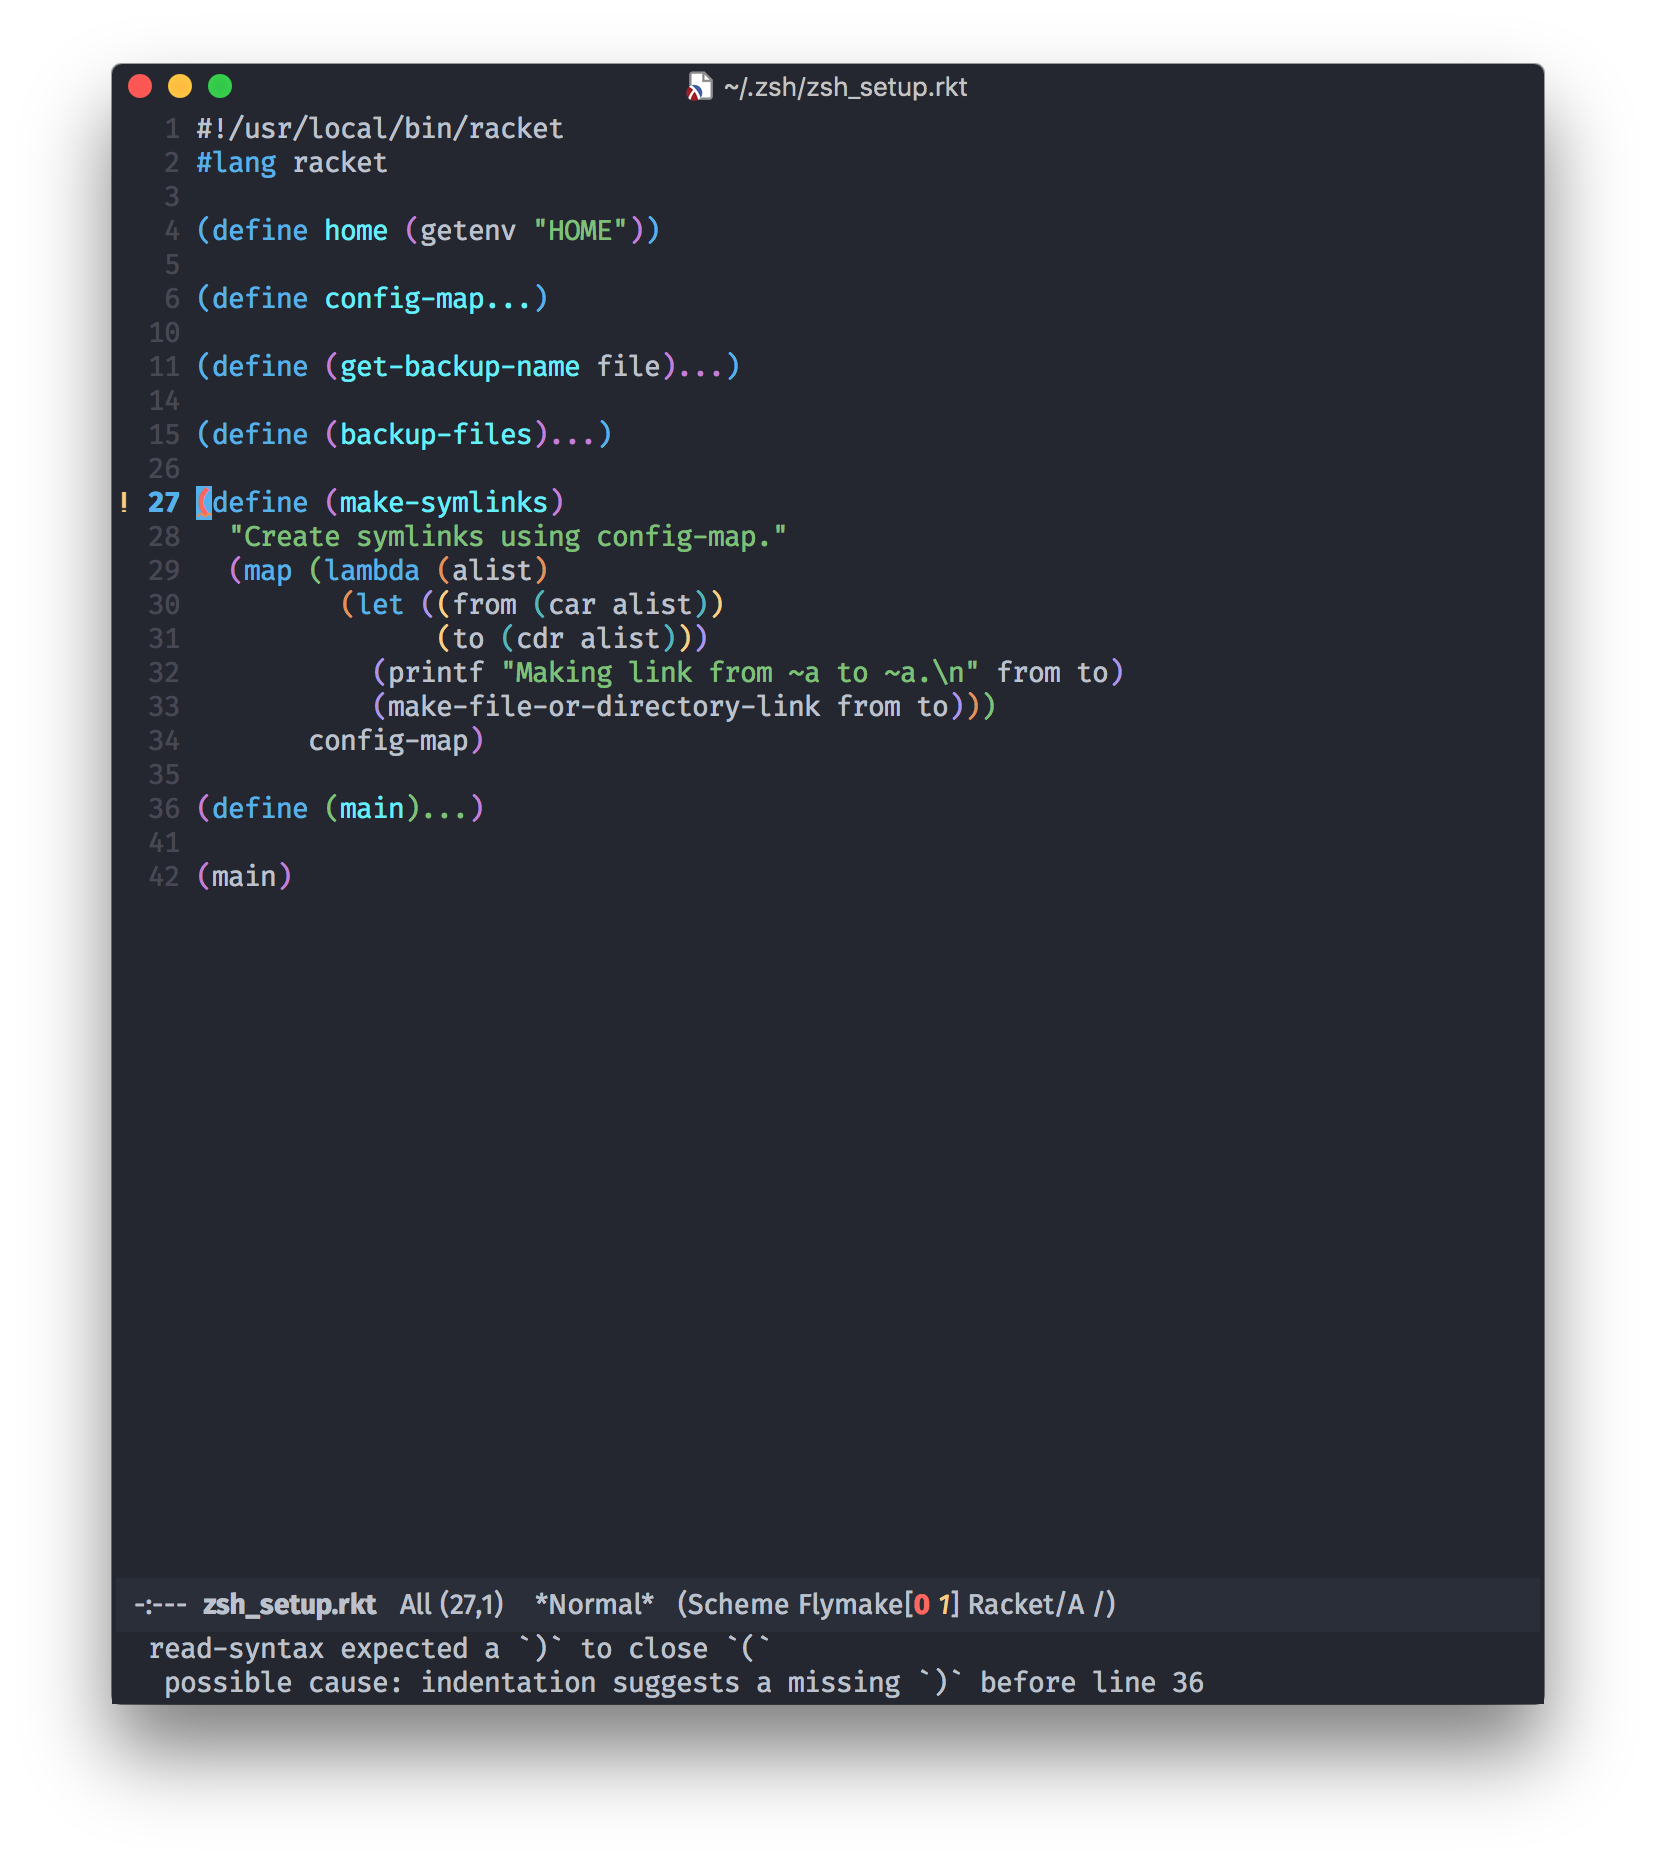 ~/.zsh/zsh_setup.rkt
1 #!/usr/local/bin/racket
2 #lang racket
3
4 (define home (getenv "HOME"))
5
6 (define config-map...)
10
11 (define (get-backup-name file)...)
14
15 (define (backup-files)...)
26
! 27 (define (make-symlinks)
28   "Create symlinks using config-map."
29   (map (lambda (alist)
30          (let ((from (car alist))
31                (to (cdr alist)))
32            (printf "Making link from ~a to ~a.\n" from to)
33            (make-file-or-directory-link from to)))
34        config-map)
35
36 (define (main)...)
41
42 (main)
-:--- zsh_setup.rkt All (27,1) *Normal* (Scheme Flymake[0 1] Racket/A /)
read-syntax expected a `)` to close `(`
possible cause: indentation suggests a missing `)` before line 36